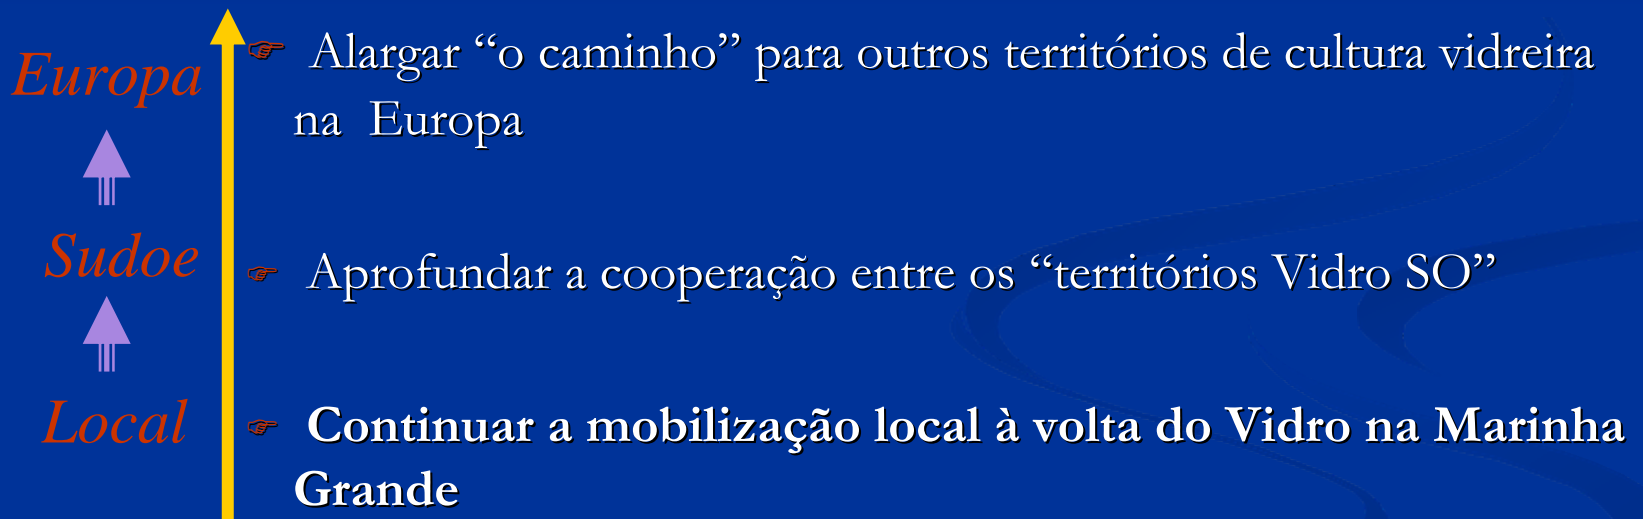 Europa
Alargar “o caminho” para outros territórios de cultura vidreira
na Europa
Sudoe
Aprofundar a cooperação entre os “territórios Vidro SO”
Local
Continuar a mobilização local à volta do Vidro na Marinha
Grande